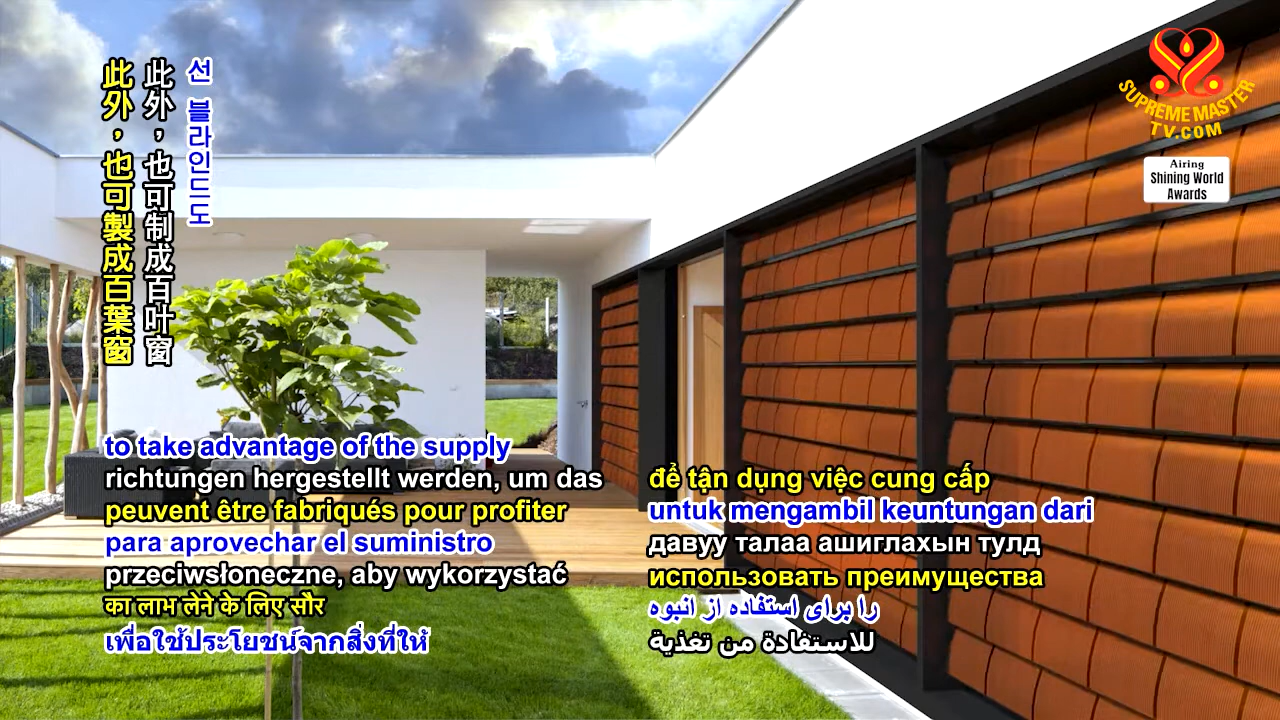 선 블라인드도
此外，也可制成百叶窗
此外，也可製成百葉窗
SUPREME MASTER
TV.COM
Airing
Shining World
Awards
to take advantage of the supply
richtungen hergestellt werden, um das
peuvent être fabriqués pour profiter
para aprovechar el suministro
przeciwsłoneczne, aby wykorzystać
का लाभ लेने के लिए सौर
เพื่อใช้ประโยชน์จากสิ่งที่ให้
để tận dụng việc cung cấp
untuk mengambil keuntungan dari
давуу талаа ашиглахын тулд
использовать преимущества
را برای استفاده از انبوه
للاستفادة من تغذية